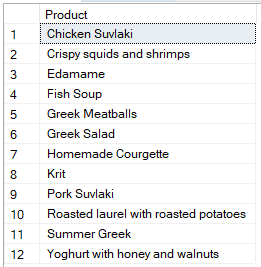 Product
1 Chicken Suvlaki
2 Crispy squids and shrimps
3 Edamame
4 Fish Soup
5 Greek Meatballs
6 Greek Salad
7 Homemade Courgette
8 Krit
9 Pork Suvlaki
10 Roasted laurel with roasted potatoes
11 Summer Greek
12 Yoghurt with honey and walnuts